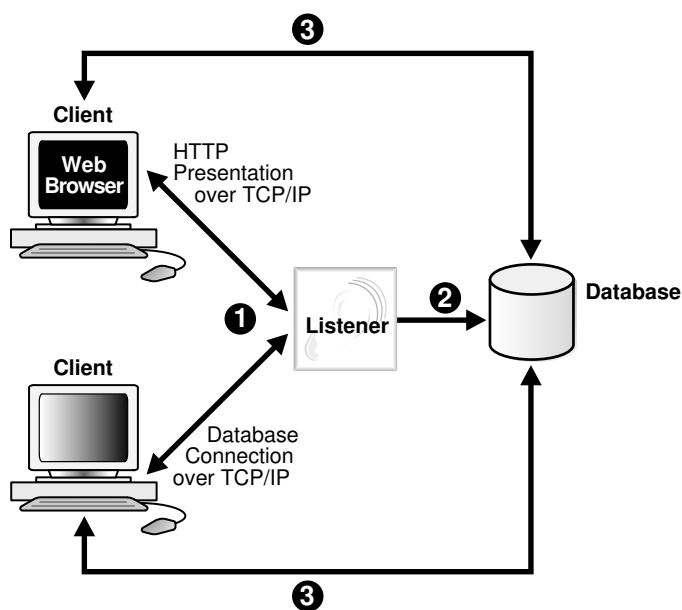 3
Client
Web
Browser
HTTP
Presentation
over TCP/IP
1
Listener
2
Database
Client
Database
Connection
over TCP/IP
3